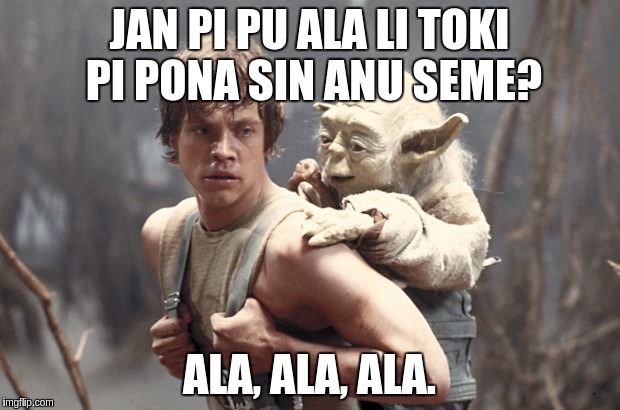 JAN PI PU ALA LI TOKI
PI PONA SIN ANU SEME?
ALA, ALA, ALA.
imgflip.com